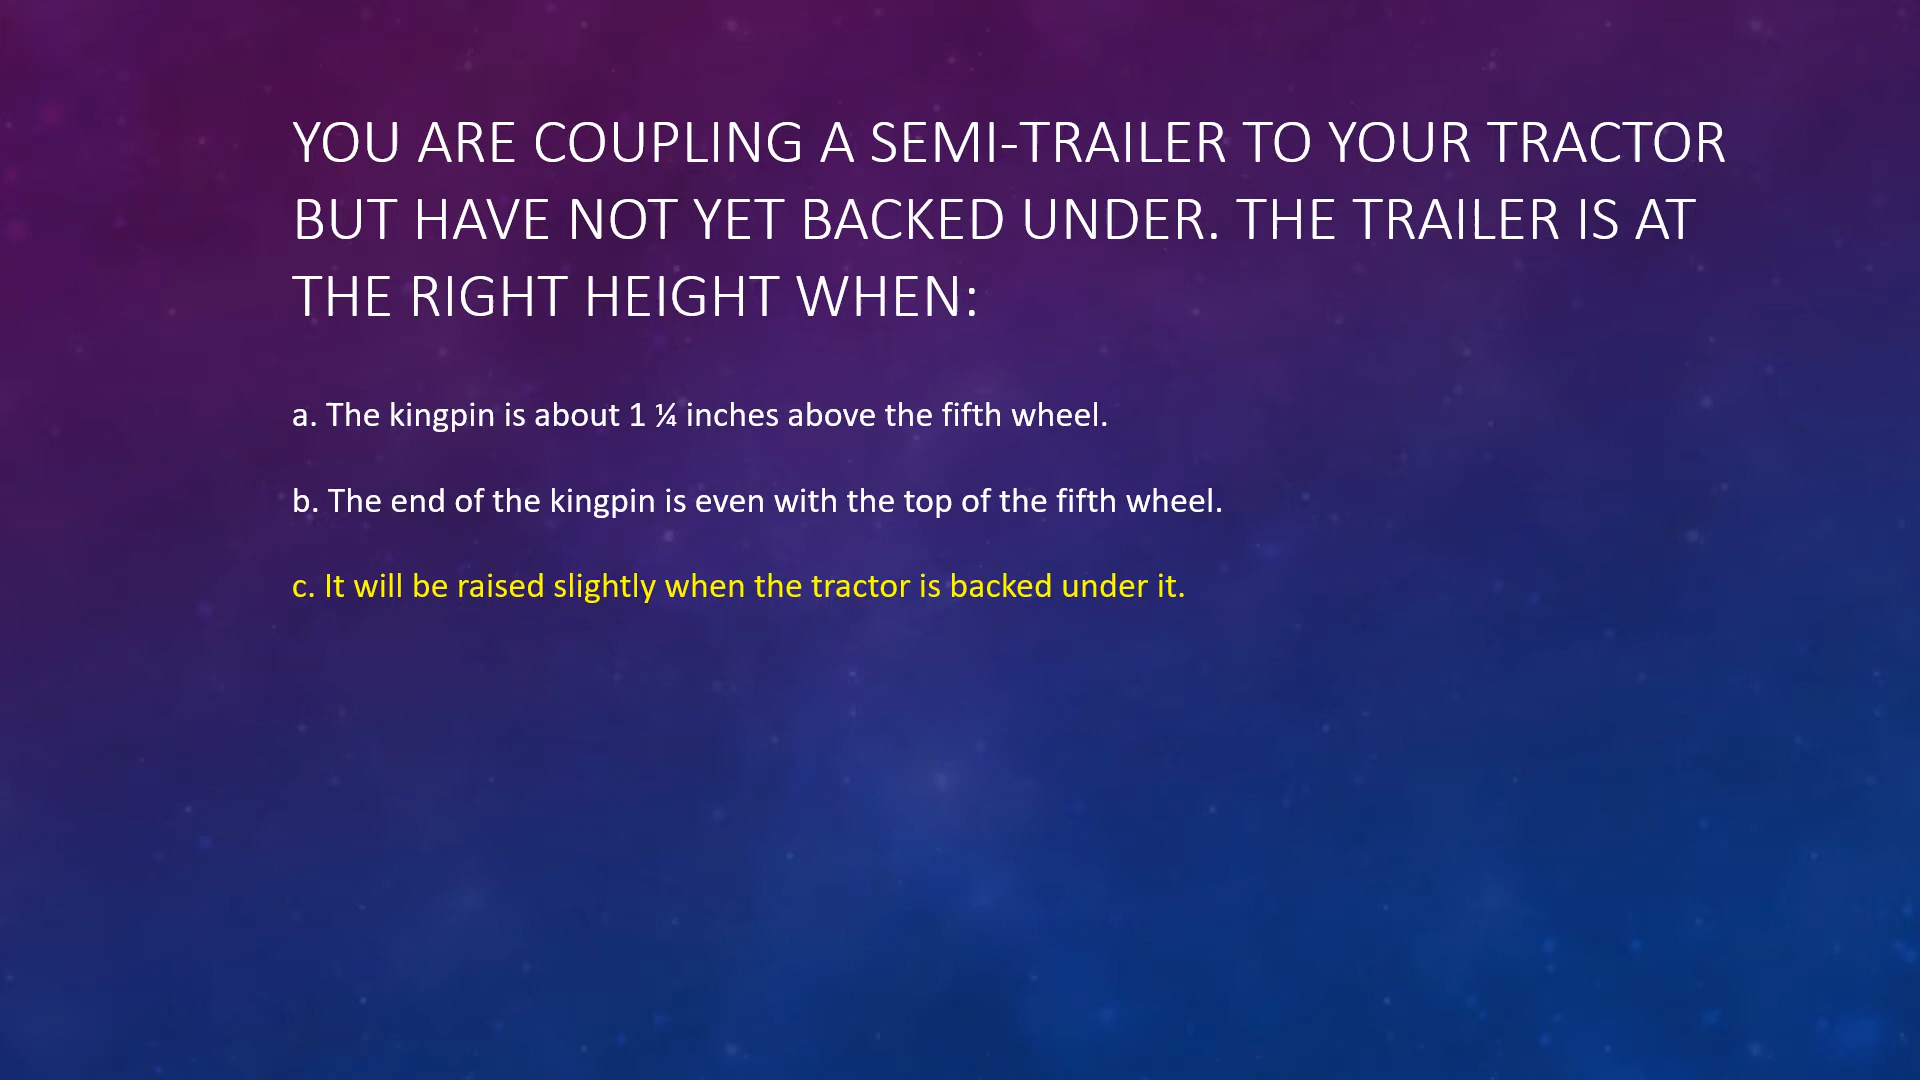 YOU ARE COUPLING A SEMI-TRAILER TO YOUR TRACTOR
BUT HAVE NOT YET BACKED UNDER. THE TRAILER IS AT
THE RIGHT HEIGHT WHEN:
a. The kingpin is about 1 ¼ inches above the fifth wheel.
b. The end of the kingpin is even with the top of the fifth wheel.
c. It will be raised slightly when the tractor is backed under it.